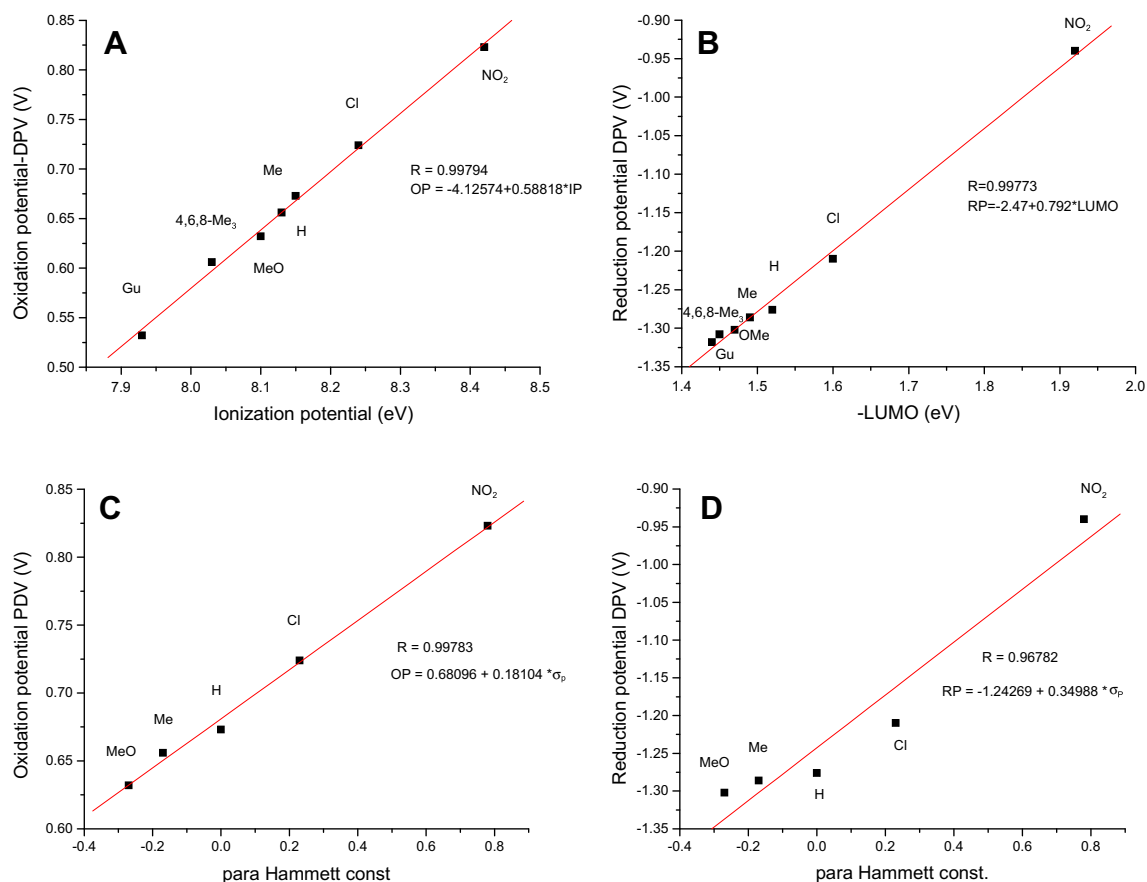 A
Oxidation potential-DPV (V)
0.85
0.80
0.75
0.70
0.65
0.60
0.55
0.50
NO₂
Cl
Me
R = 0.99794
OP = -4.12574+0.58818*IP
4,6,8-Me₃
H
MeO
Gu
7.9 8.0 8.1 8.2 8.3 8.4 8.5
Ionization potential (eV)
B
Reduction potential DPV (V)
-0.90
-0.95
-1.00
-1.05
-1.10
-1.15
-1.20
-1.25
-1.30
-1.35
NO₂
R=0.99773
RP=-2.47+0.792*LUMO
Cl
H
Me
4,6,8-Me₃
OMe
Gu
1.4 1.5 1.6 1.7 1.8 1.9 2.0
-LUMO (eV)
C
Oxidation potential PDV (V)
0.85
0.80
0.75
0.70
0.65
0.60
NO₂
Cl
R = 0.99783
OP = 0.68096 + 0.18104 *σₚ
H
Me
MeO
-0.4 -0.2 0.0 0.2 0.4 0.6 0.8
para Hammett const
D
Reduction potential DPV (V)
-0.90
-0.95
-1.00
-1.05
-1.10
-1.15
-1.20
-1.25
-1.30
-1.35
NO₂
R = 0.96782
RP = -1.24269 + 0.34988 *σ_P
Cl
Me
MeO
H
-0.4 -0.2 0.0 0.2 0.4 0.6 0.8
para Hammett const.